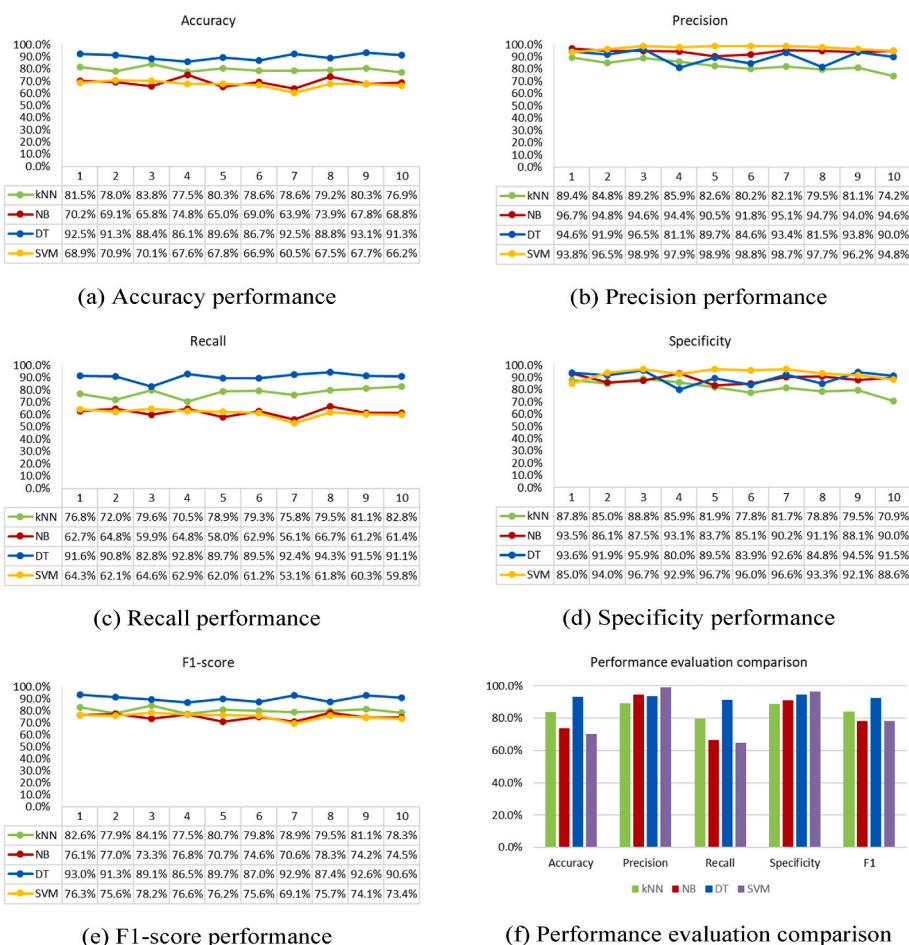 Accuracy
100.0%
90.0%
80.0%
70.0%
60.0%
50.0%
40.0%
30.0%
20.0%
10.0%
0.0%
1 2 3 4 5 6 7 8 9 10
kNN 81.5% 78.0% 83.8% 77.5% 80.3% 78.6% 78.6% 79.2% 80.3% 76.9%
NB 70.2% 69.1% 65.8% 74.8% 65.0% 69.0% 63.9% 73.9% 67.8% 68.8%
DT 92.5% 91.3% 88.4% 86.1% 89.6% 86.7% 92.5% 88.8% 93.1% 91.3%
SVM 68.9% 70.9% 70.1% 67.6% 67.8% 66.9% 60.5% 67.5% 67.7% 66.2%
(a) Accuracy performance
Precision
100.0%
90.0%
80.0%
70.0%
60.0%
50.0%
40.0%
30.0%
20.0%
10.0%
0.0%
1 2 3 4 5 6 7 8 9 10
kNN 89.4% 84.8% 89.2% 85.9% 82.6% 80.2% 82.1% 79.5% 81.1% 74.2%
NB 96.7% 94.8% 94.6% 94.4% 90.5% 91.8% 95.1% 94.7% 94.0% 94.6%
DT 94.6% 91.9% 96.5% 81.1% 89.7% 84.6% 93.4% 81.5% 93.8% 90.0%
SVM 93.8% 96.5% 98.9% 97.9% 98.9% 98.8% 98.7% 97.7% 96.2% 94.8%
(b) Precision performance
Recall
100.0%
90.0%
80.0%
70.0%
60.0%
50.0%
40.0%
30.0%
20.0%
10.0%
0.0%
1 2 3 4 5 6 7 8 9 10
kNN 76.8% 72.0% 79.6% 70.5% 78.9% 79.3% 75.8% 79.5% 81.1% 82.8%
NB 62.7% 64.8% 59.9% 64.8% 58.0% 62.9% 56.1% 66.7% 61.2% 61.4%
DT 91.6% 90.8% 82.8% 92.8% 89.7% 89.5% 92.4% 94.3% 91.5% 91.1%
SVM 64.3% 62.1% 64.6% 62.9% 62.0% 61.2% 53.1% 61.8% 60.3% 59.8%
(c) Recall performance
Specificity
100.0%
90.0%
80.0%
70.0%
60.0%
50.0%
40.0%
30.0%
20.0%
10.0%
0.0%
1 2 3 4 5 6 7 8 9 10
kNN 87.8% 85.0% 88.8% 85.9% 81.9% 77.8% 81.7% 78.8% 79.5% 70.9%
NB 93.5% 86.1% 87.5% 93.1% 83.7% 85.1% 90.2% 91.1% 88.1% 90.0%
DT 93.6% 91.9% 95.9% 80.0% 89.5% 83.9% 92.6% 84.8% 94.5% 91.5%
SVM 85.0% 94.0% 96.7% 92.9% 96.7% 96.0% 96.6% 93.3% 92.1% 88.6%
(d) Specificity performance
F1-score
100.0%
90.0%
80.0%
70.0%
60.0%
50.0%
40.0%
30.0%
20.0%
10.0%
0.0%
1 2 3 4 5 6 7 8 9 10
kNN 82.6% 77.9% 84.1% 77.5% 80.7% 79.8% 78.9% 79.5% 81.1% 78.3%
NB 76.1% 77.0% 73.3% 76.8% 70.7% 74.6% 70.6% 78.3% 74.2% 74.5%
DT 93.0% 91.3% 89.1% 86.5% 89.7% 87.0% 92.9% 87.4% 92.6% 90.6%
SVM 76.3% 75.6% 78.2% 76.6% 76.2% 75.6% 69.1% 75.7% 74.1% 73.4%
(e) F1-score performance
Performance evaluation comparison
100.0%
80.0%
60.0%
40.0%
20.0%
0.0%
Accuracy Precision Recall Specificity F1
kNN NB DT SVM
(f) Performance evaluation comparison